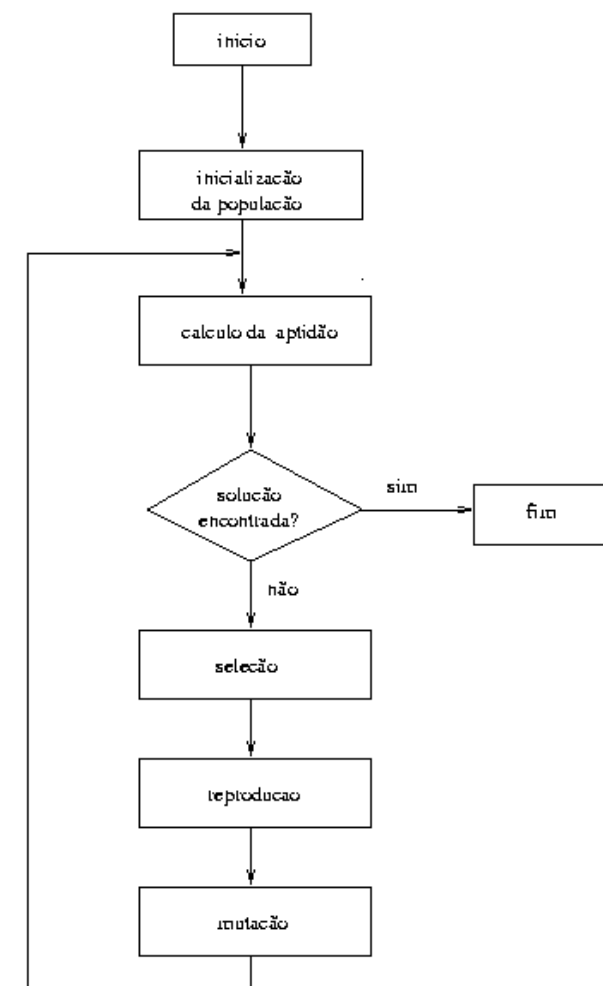 inicio
inicialização
da população
calculo da aptidão
solução
encontrada?
sim
fim
não
seleção
reproducao
mutação